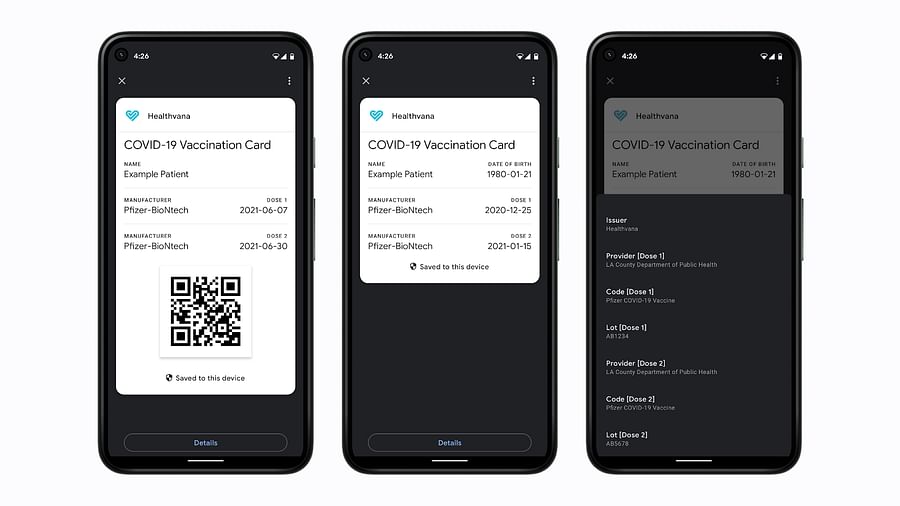 4:26
Healthvana
COVID-19 Vaccination Card
NAME
Example Patient
MANUFACTURER DOSE 1
Pfizer-BioNtech 2021-06-07
MANUFACTURER DOSE 2
Pfizer-BioNtech 2021-06-30
Saved to this device
Details
4:26
Healthvana
COVID-19 Vaccination Card
NAME DATE OF BIRTH
Example Patient 1980-01-21
MANUFACTURER DOSE 1
Pfizer-BioNtech 2020-12-25
MANUFACTURER DOSE 2
Pfizer-BioNtech 2021-01-15
Saved to this device
Details
4:26
Healthvana
COVID-19 Vaccination Card
NAME DATE OF BIRTH
Example Patient 1980-01-21
Issuer
Healthvana
Provider [Dose 1]
LA County Department of Public Health
Code [Dose 1]
Pfizer COVID-19 Vaccine
Lot [Dose 1]
AB1234
Provider [Dose 2]
LA County Department of Public Health
Code [Dose 2]
Pfizer COVID-19 Vaccine
Lot [Dose 2]
AB5678